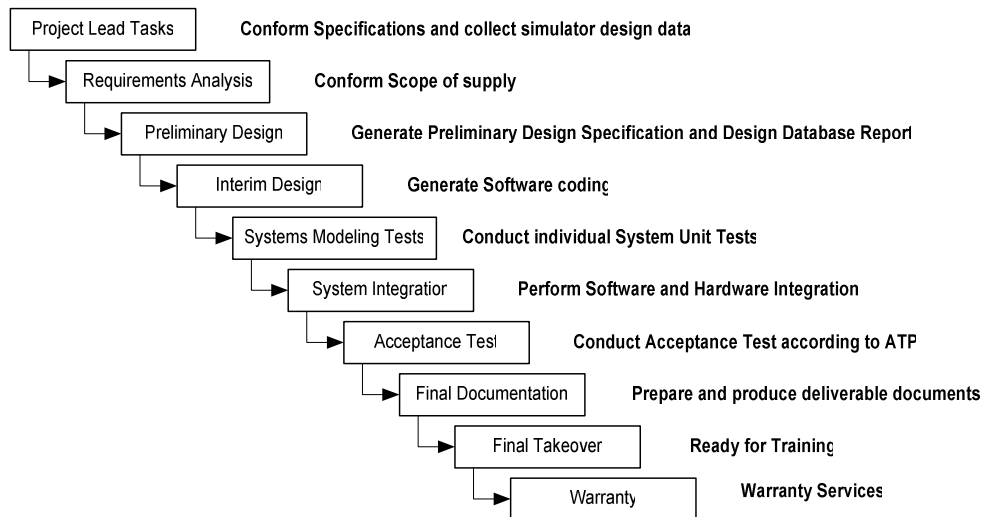 Project Lead Tasks Conform Specifications and collect simulator design data
Requirements Analysis Conform Scope of supply
Preliminary Design Generate Preliminary Design Specification and Design Database Report
Interim Design Generate Software coding
Systems Modeling Tests Conduct individual System Unit Tests
System Integration Perform Software and Hardware Integration
Acceptance Test Conduct Acceptance Test according to ATP
Final Documentation Prepare and produce deliverable documents
Final Takeover Ready for Training
Warranty Warranty Services